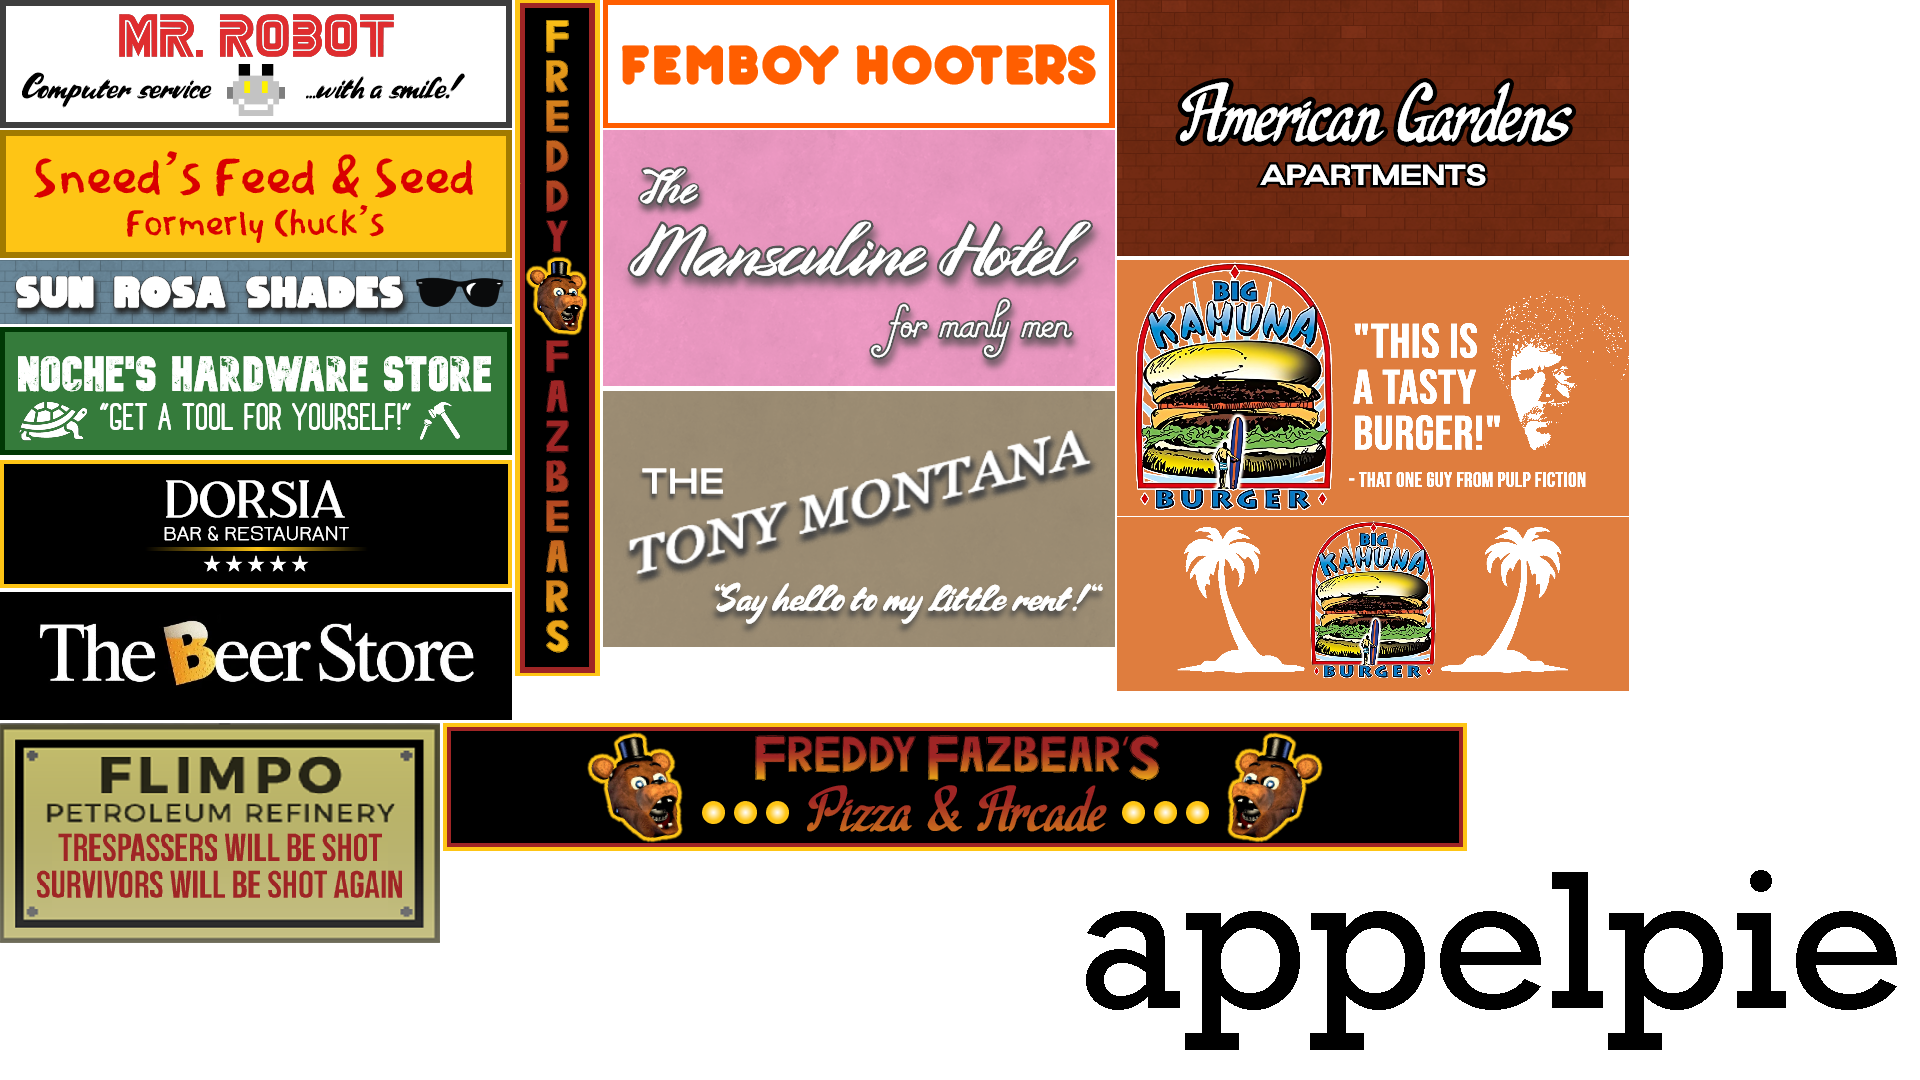 MR. ROBOT
Computer service ...with a smile!
Sneed's Feed & Seed
Formerly Chuck's
SUN ROSA SHADES
NOCHE'S HARDWARE STORE
"GET A TOOL FOR YOURSELF!"
DORSIA
BAR & RESTAURANT
The Beer Store
FREDDY FAZBEARS
FEMBOY HOOTERS
The
Mansculine Hotel
for manly men
THE
TONY MONTANA
"Say hello to my little rent!"
American Gardens
APARTMENTS
BIG
KAHUNA
BURGER
"THIS IS
A TASTY
BURGER!"
- THAT ONE GUY FROM PULP FICTION
BIG
KAHUNA
BURGER
FLIMPO
PETROLEUM REFINERY
TRESPASSERS WILL BE SHOT
SURVIVORS WILL BE SHOT AGAIN
FREDDY FAZBEAR'S
Pizza & Arcade
appelpie